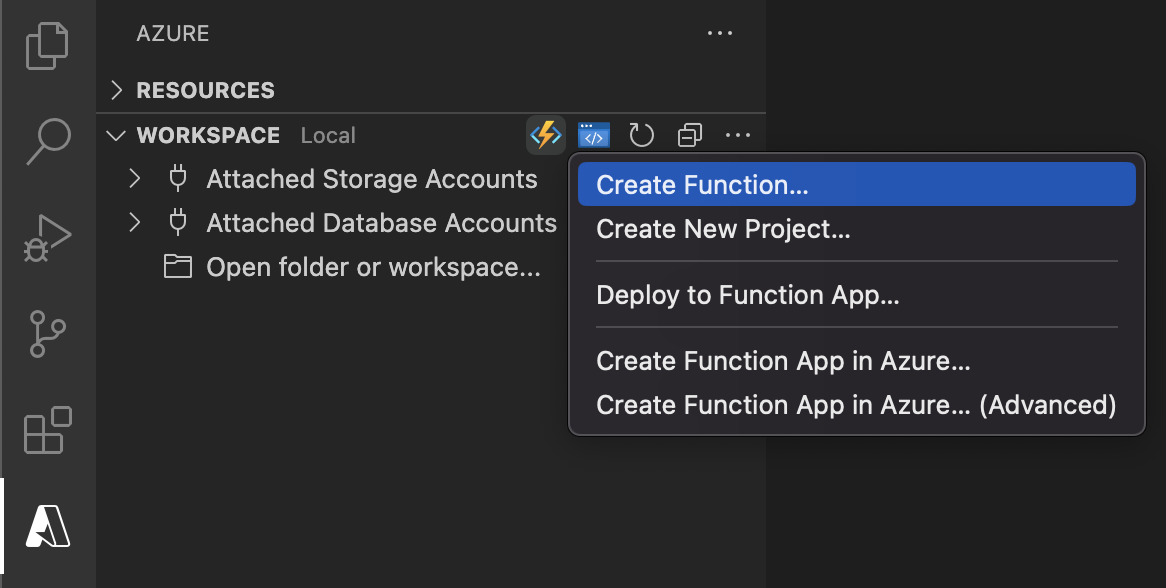 AZURE
RESOURCES
WORKSPACE Local
Attached Storage Accounts
Attached Database Accounts
Open folder or workspace...
Create Function...
Create New Project...
Deploy to Function App...
Create Function App in Azure...
Create Function App in Azure... (Advanced)